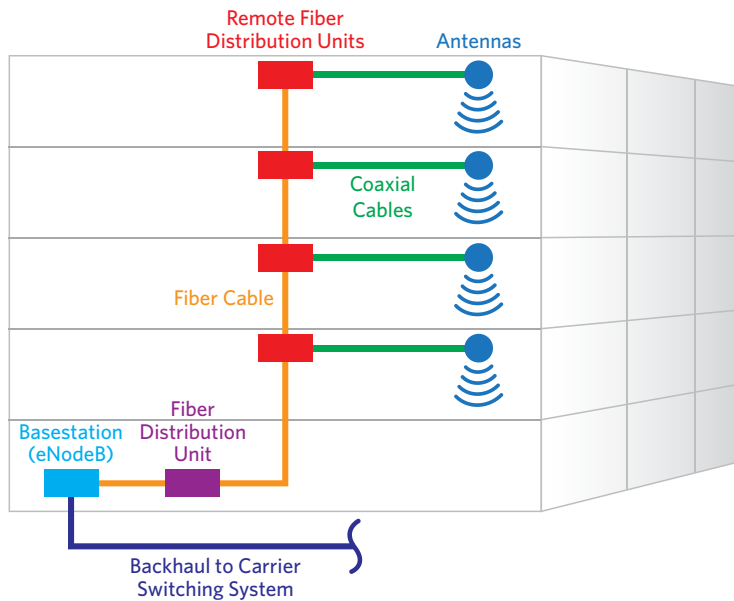 Remote Fiber
Distribution Units
Antennas
Coaxial
Cables
Fiber Cable
Fiber
Distribution
Unit
Basestation
(eNodeB)
Backhaul to Carrier
Switching System